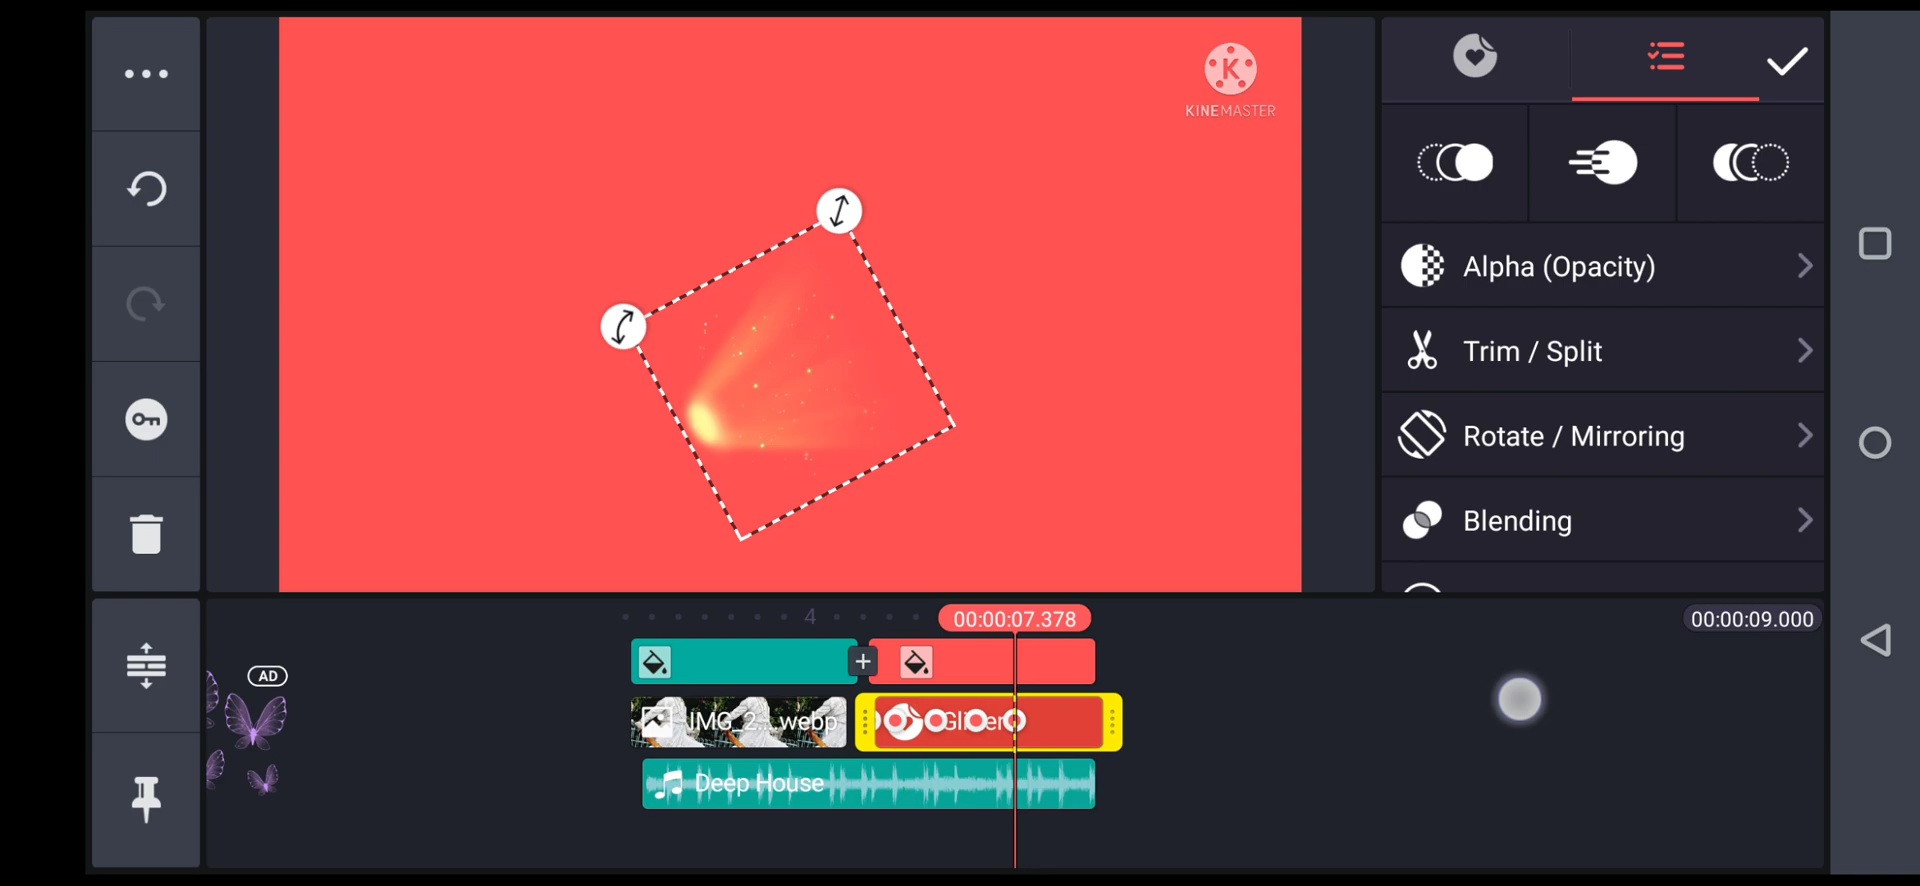 KINEMASTER
Alpha (Opacity)
Trim / Split
Rotate / Mirroring
Blending
4
00:00:07.378
00:00:09.000
AD
IMG_2....webp
Deep House